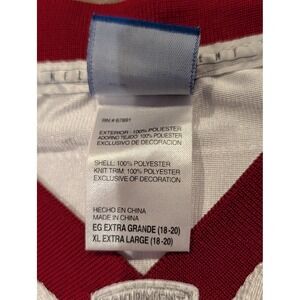 RN # 67891
EXTERIOR: 100% POLIESTER
ADORNO TEJIDO: 100% POLIESTER
EXCLUSIVO DE DECORACIÓN
SHELL: 100% POLYESTER
KNIT TRIM: 100% POLYESTER
EXCLUSIVE OF DECORATION
HECHO EN CHINA
MADE IN CHINA
EG EXTRA GRANDE (18-20)
XL EXTRA LARGE (18-20)